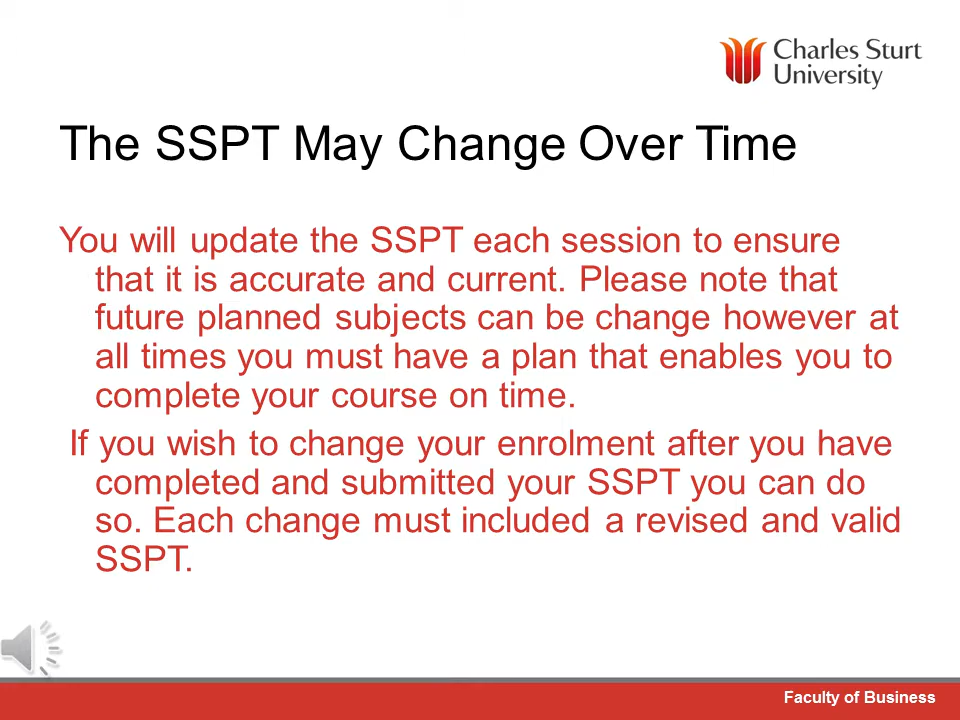 Charles Sturt
University
The SSPT May Change Over Time
You will update the SSPT each session to ensure
that it is accurate and current. Please note that
future planned subjects can be change however at
all times you must have a plan that enables you to
complete your course on time.
If you wish to change your enrolment after you have
completed and submitted your SSPT you can do
so. Each change must included a revised and valid
SSPT.
Faculty of Business